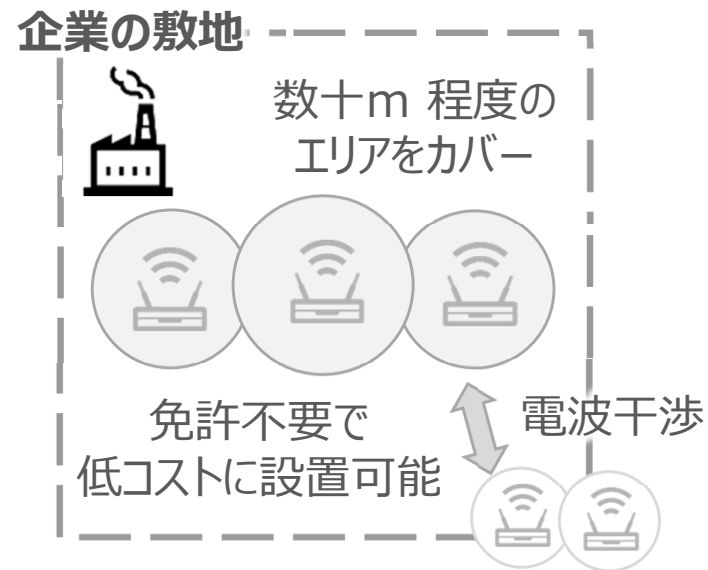 企業の敷地
数十m 程度の
エリアをカバー
免許不要で
低コストに設置可能
電波干渉